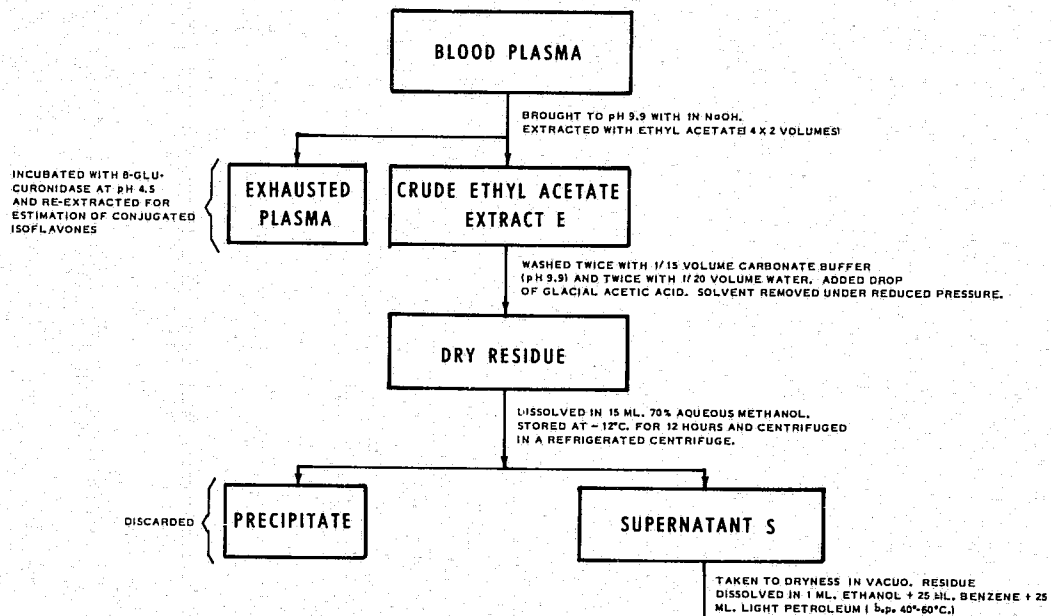 BLOOD PLASMA
BROUGHT TO pH 9.9 WITH 1N NaOH.
EXTRACTED WITH ETHYL ACETATE( 4 X 2 VOLUMES)
INCUBATED WITH B-GLU-
CURONIDASE AT pH 4.5
AND RE-EXTRACTED FOR
ESTIMATION OF CONJUGATED
ISOFLAVONES
EXHAUSTED
PLASMA
CRUDE ETHYL ACETATE
EXTRACT E
WASHED TWICE WITH 1/15 VOLUME CARBONATE BUFFER
(pH 9.9) AND TWICE WITH 1/20 VOLUME WATER. ADDED DROP
OF GLACIAL ACETIC ACID. SOLVENT REMOVED UNDER REDUCED PRESSURE.
DRY RESIDUE
DISSOLVED IN 15 ML. 70% AQUEOUS METHANOL.
STORED AT - 12°C. FOR 12 HOURS AND CENTRIFUGED
IN A REFRIGERATED CENTRIFUGE.
DISCARDED
PRECIPITATE
SUPERNATANT S
TAKEN TO DRYNESS IN VACUO. RESIDUE
DISSOLVED IN 1 ML. ETHANOL + 25 ML. BENZENE + 25
ML. LIGHT PETROLEUM ( b.p. 40°-60°C.)